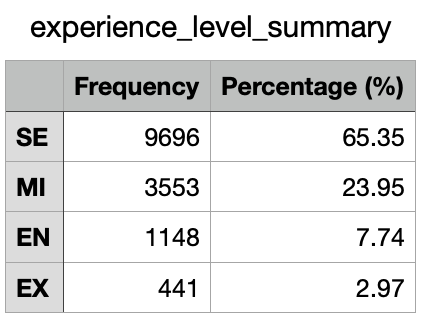 experience_level_summary
Frequency Percentage (%)
SE 9696 65.35
MI 3553 23.95
EN 1148 7.74
EX 441 2.97